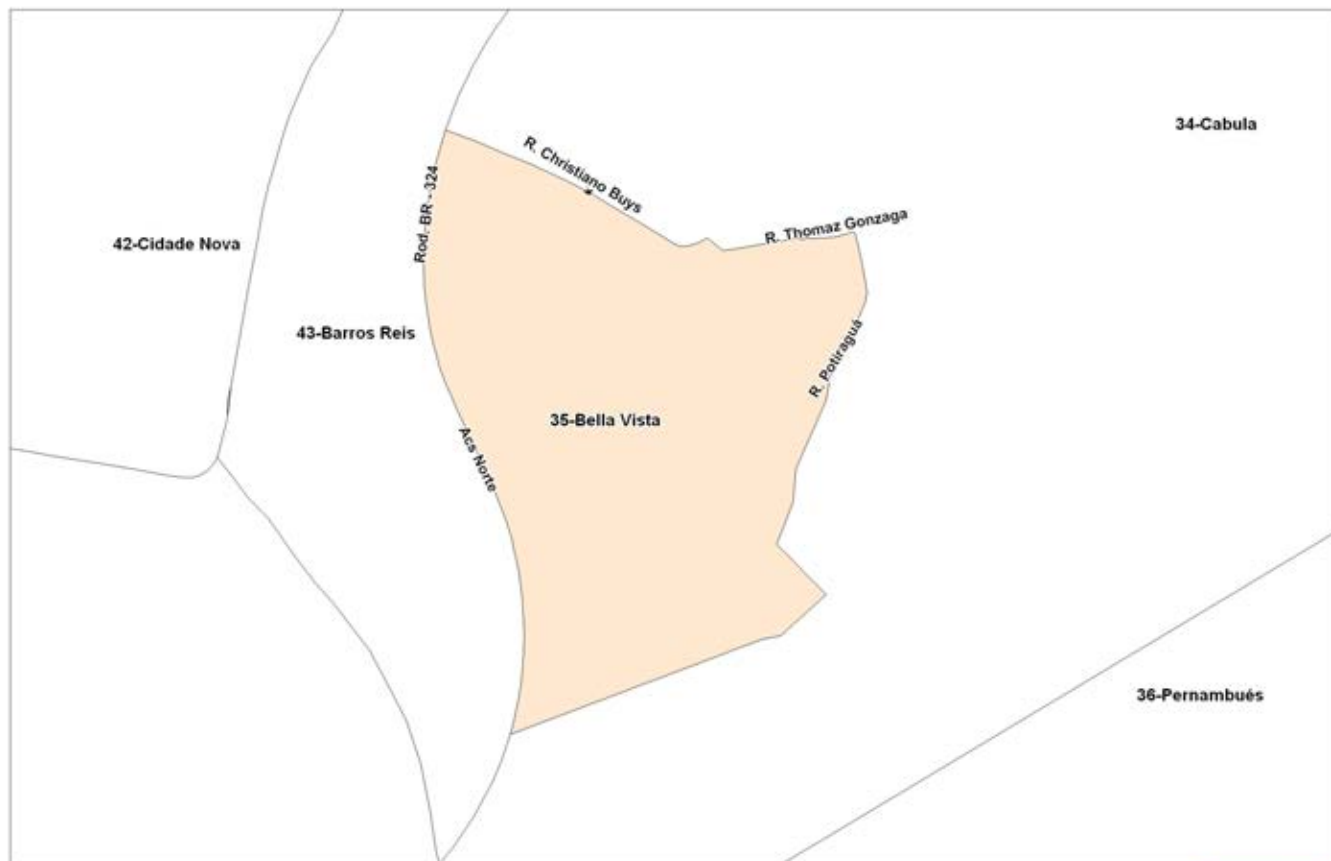 34-Cabula
R. Christiano Buys
Rod. BR - 324
R. Thomaz Gonzaga
42-Cidade Nova
43-Barros Reis
R. Potiraguá
35-Bella Vista
Acs Norte
36-Pernambués